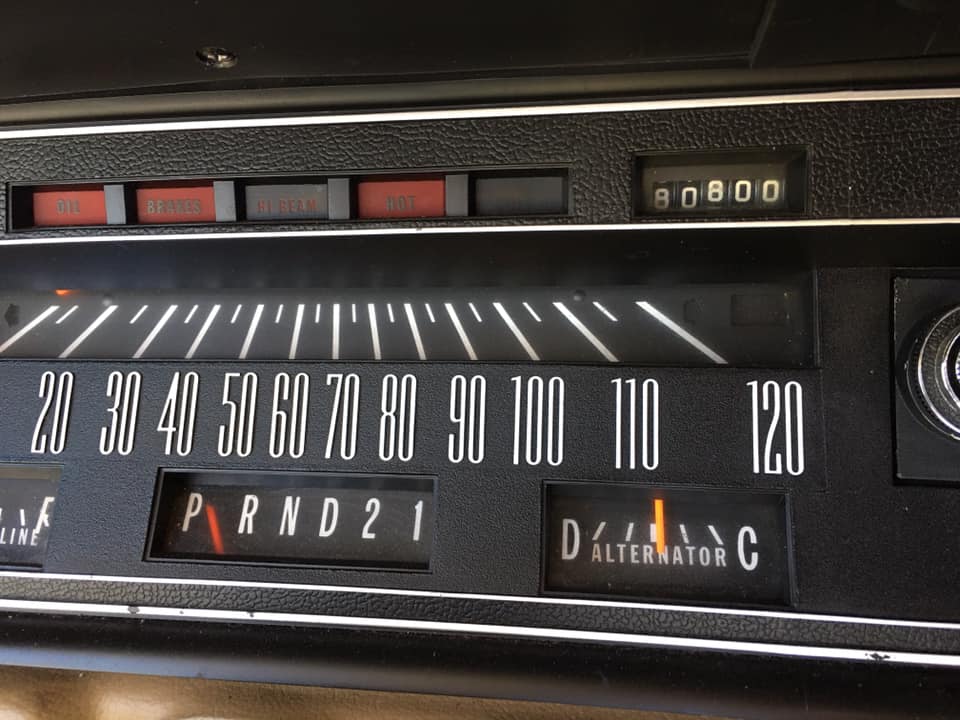 OIL BRAKES HI BEAM HOT
80800
20 30 40 50 60 70 80 90 100 110 120
F
LINE
P R N D 2 1
D C
ALTERNATOR